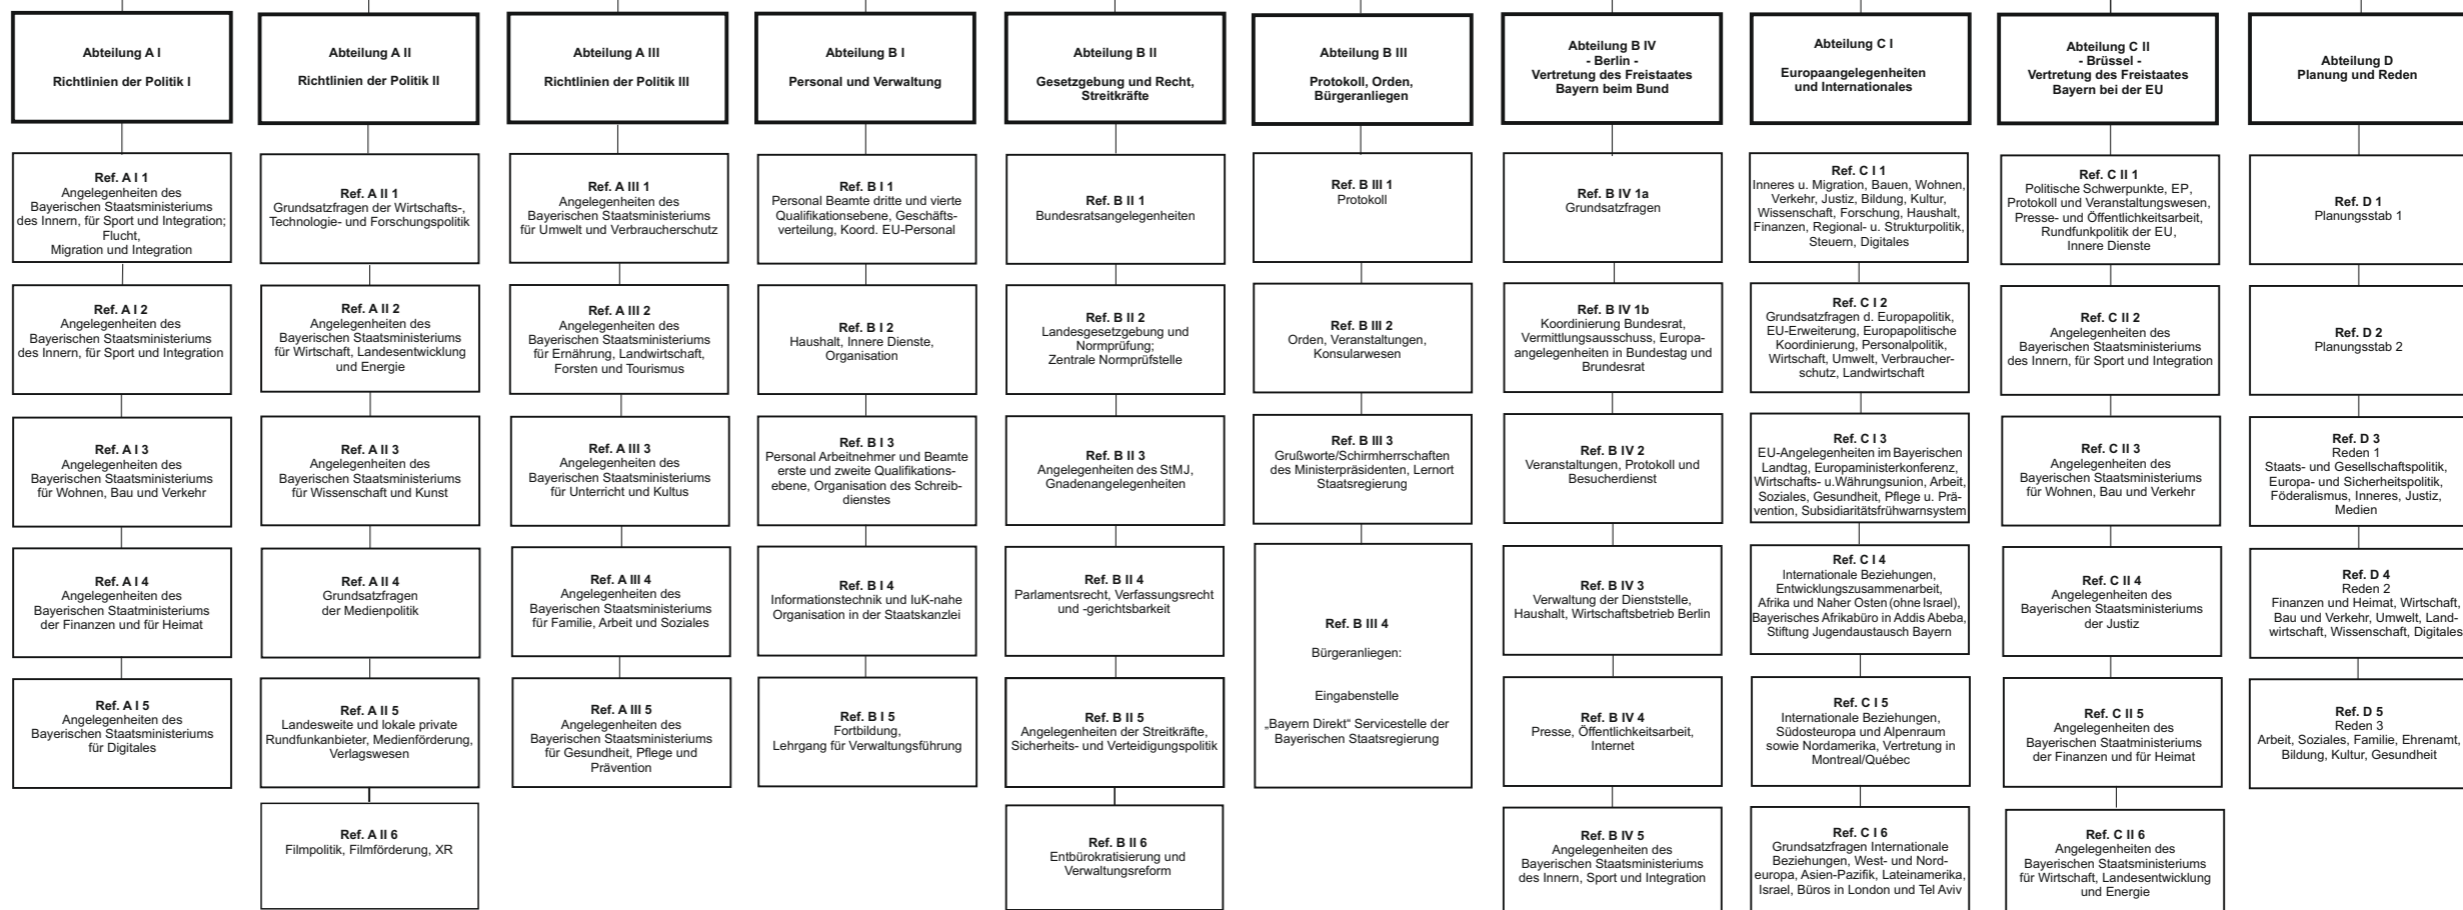 Abteilung A I
Richtlinien der Politik I
Ref. A I 1
Angelegenheiten des
Bayerischen Staatsministeriums
des Innern, für Sport und Integration;
Flucht,
Migration und Integration
Ref. A I 2
Angelegenheiten des
Bayerischen Staatsministeriums
des Innern, für Sport und Integration
Ref. A I 3
Angelegenheiten des
Bayerischen Staatsministeriums
für Wohnen, Bau und Verkehr
Ref. A I 4
Angelegenheiten des
Bayerischen Staatministeriums
der Finanzen und für Heimat
Ref. A I 5
Angelegenheiten des
Bayerischen Staatsministeriums
für Digitales
Abteilung A II
Richtlinien der Politik II
Ref. A II 1
Grundsatzfragen der Wirtschafts-,
Technologie- und Forschungspolitik
Ref. A II 2
Angelegenheiten des
Bayerischen Staatsministeriums
für Wirtschaft, Landesentwicklung
und Energie
Ref. A II 3
Angelegenheiten des
Bayerischen Staatsministeriums
für Wissenschaft und Kunst
Ref. A II 4
Grundsatzfragen
der Medienpolitik
Ref. A II 5
Landesweite und lokale private
Rundfunkanbieter, Medienförderung,
Verlagswesen
Ref. A II 6
Filmpolitik, Filmförderung, XR
Abteilung A III
Richtlinien der Politik III
Ref. A III 1
Angelegenheiten des
Bayerischen Staatsministeriums
für Umwelt und Verbraucherschutz
Ref. A III 2
Angelegenheiten des
Bayerischen Staatsministeriums
für Ernährung, Landwirtschaft,
Forsten und Tourismus
Ref. A III 3
Angelegenheiten des
Bayerischen Staatsministeriums
für Unterricht und Kultus
Ref. A III 4
Angelegenheiten des
Bayerischen Staatsministeriums
für Familie, Arbeit und Soziales
Ref. A III 5
Angelegenheiten des
Bayerischen Staatsministeriums
für Gesundheit, Pflege und
Prävention
Abteilung B I
Personal und Verwaltung
Ref. B I 1
Personal Beamte dritte und vierte
Qualifikationsebene, Geschäfts-
verteilung, Koord. EU-Personal
Ref. B I 2
Haushalt, Innere Dienste,
Organisation
Ref. B I 3
Personal Arbeitnehmer und Beamte
erste und zweite Qualifikations-
ebene, Organisation des Schreib-
dienstes
Ref. B I 4
Informationstechnik und IuK-nahe
Organisation in der Staatskanzlei
Ref. B I 5
Fortbildung,
Lehrgang für Verwaltungsführung
Abteilung B II
Gesetzgebung und Recht,
Streitkräfte
Ref. B II 1
Bundesratsangelegenheiten
Ref. B II 2
Landesgesetzgebung und
Normprüfung;
Zentrale Normprüfstelle
Ref. B II 3
Angelegenheiten des StMJ,
Gnadenangelegenheiten
Ref. B II 4
Parlamentsrecht, Verfassungsrecht
und -gerichtsbarkeit
Ref. B II 5
Angelegenheiten der Streitkräfte,
Sicherheits- und Verteidigungspolitik
Ref. B II 6
Entbürokratisierung und
Verwaltungsreform
Abteilung B III
Protokoll, Orden,
Bürgeranliegen
Ref. B III 1
Protokoll
Ref. B III 2
Orden, Veranstaltungen,
Konsularwesen
Ref. B III 3
Grußworte/Schirmherrschaften
des Ministerpräsidenten, Lernort
Staatsregierung
Ref. B III 4
Bürgeranliegen:
Eingabenstelle
„Bayern Direkt“ Servicestelle der
Bayerischen Staatsregierung
Abteilung B IV
- Berlin -
Vertretung des Freistaates
Bayern beim Bund
Ref. B IV 1a
Grundsatzfragen
Ref. B IV 1b
Koordinierung Bundesrat,
Vermittlungsausschuss, Europa-
angelegenheiten in Bundestag und
Brundesrat
Ref. B IV 2
Veranstaltungen, Protokoll und
Besucherdienst
Ref. B IV 3
Verwaltung der Dienststelle,
Haushalt, Wirtschaftsbetrieb Berlin
Ref. B IV 4
Presse, Öffentlichkeitsarbeit,
Internet
Ref. B IV 5
Angelegenheiten des
Bayerischen Staatsministeriums
des Innern, Sport und Integration
Abteilung C I
Europaangelegenheiten
und Internationales
Ref. C I 1
Inneres u. Migration, Bauen, Wohnen,
Verkehr, Justiz, Bildung, Kultur,
Wissenschaft, Forschung, Haushalt,
Finanzen, Regional- u. Strukturpolitik,
Steuern, Digitales
Ref. C I 2
Grundsatzfragen d. Europapolitik,
EU-Erweiterung, Europapolitische
Koordinierung, Personalpolitik,
Wirtschaft, Umwelt, Verbraucher-
schutz, Landwirtschaft
Ref. C I 3
EU-Angelegenheiten im Bayerischen
Landtag, Europaministerkonferenz,
Wirtschafts- u.Währungsunion, Arbeit,
Soziales, Gesundheit, Pflege u. Prä-
vention, Subsidiaritätsfrühwarnsystem
Ref. C I 4
Internationale Beziehungen,
Entwicklungszusammenarbeit,
Afrika und Naher Osten (ohne Israel),
Bayerisches Afrikabüro in Addis Abeba,
Stiftung Jugendaustausch Bayern
Ref. C I 5
Internationale Beziehungen,
Südosteuropa und Alpenraum
sowie Nordamerika, Vertretung in
Montreal/Québec
Ref. C I 6
Grundsatzfragen Internationale
Beziehungen, West- und Nord-
europa, Asien-Pazifik, Lateinamerika,
Israel, Büros in London und Tel Aviv
Abteilung C II
- Brüssel -
Vertretung des Freistaates
Bayern bei der EU
Ref. C II 1
Politische Schwerpunkte, EP,
Protokoll und Veranstaltungswesen,
Presse- und Öffentlichkeitsarbeit,
Rundfunkpolitik der EU,
Innere Dienste
Ref. C II 2
Angelegenheiten des
Bayerischen Staatsministeriums
des Innern, für Sport und Integration
Ref. C II 3
Angelegenheiten des
Bayerischen Staatsministeriums
für Wohnen, Bau und Verkehr
Ref. C II 4
Angelegenheiten des
Bayerischen Staatsministeriums
der Justiz
Ref. C II 5
Angelegenheiten des
Bayerischen Staatministeriums
der Finanzen und für Heimat
Ref. C II 6
Angelegenheiten des
Bayerischen Staatsministeriums
für Wirtschaft, Landesentwicklung
und Energie
Abteilung D
Planung und Reden
Ref. D 1
Planungsstab 1
Ref. D 2
Planungsstab 2
Ref. D 3
Reden 1
Staats- und Gesellschaftspolitik,
Europa- und Sicherheitspolitik,
Föderalismus, Inneres, Justiz,
Medien
Ref. D 4
Reden 2
Finanzen und Heimat, Wirtschaft,
Bau und Verkehr, Umwelt, Land-
wirtschaft, Wissenschaft, Digitales
Ref. D 5
Reden 3
Arbeit, Soziales, Familie, Ehrenamt,
Bildung, Kultur, Gesundheit